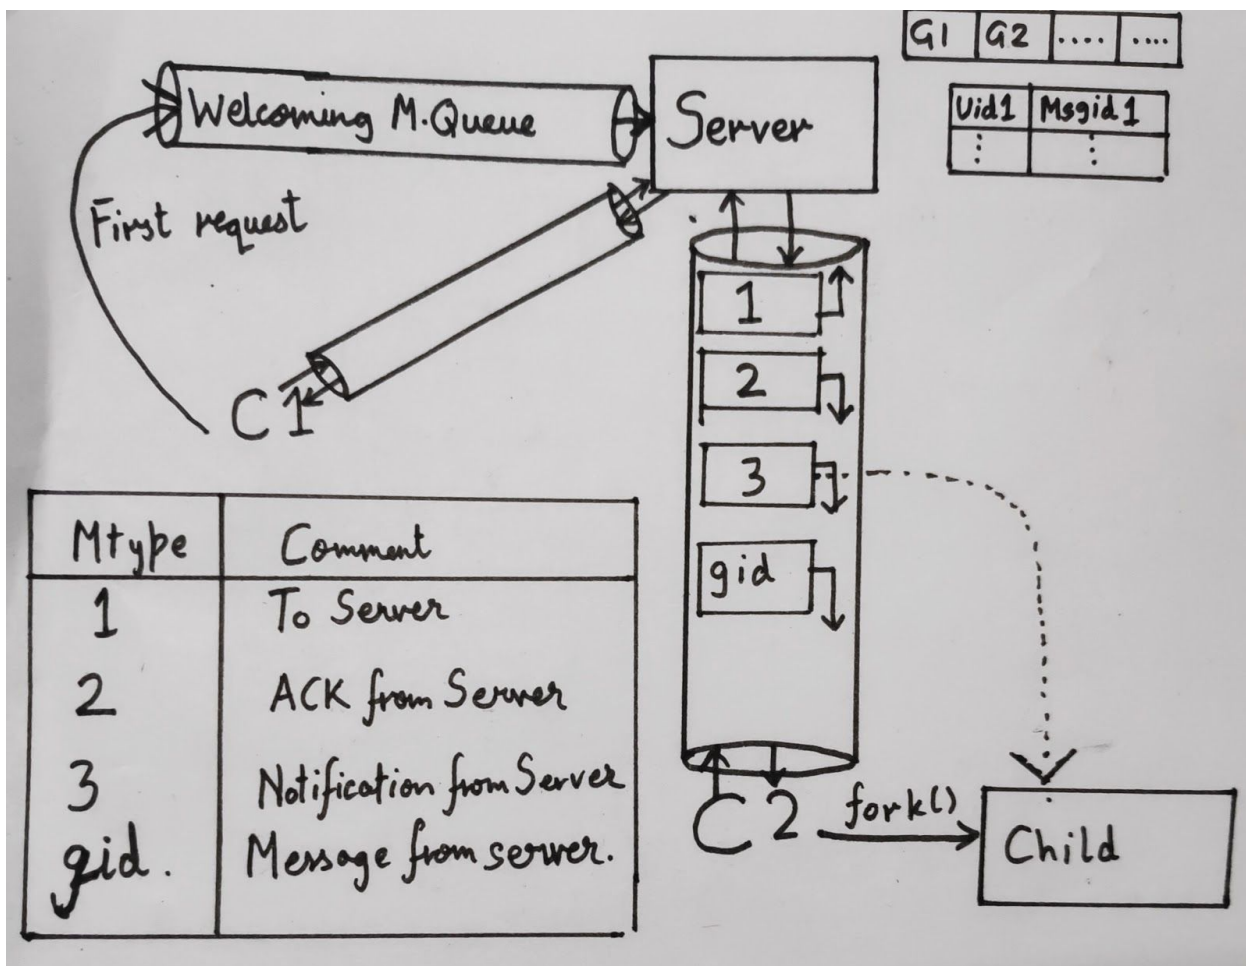 G1 G2 .... ....
Uid1 Msgid1
Welcoming M.Queue
Server
First request
C1
1
2
3
gid
Mtype Comment
1 To Server
2 ACK from Server
3 Notification from Server
gid. Message from server.
C2
fork()
Child